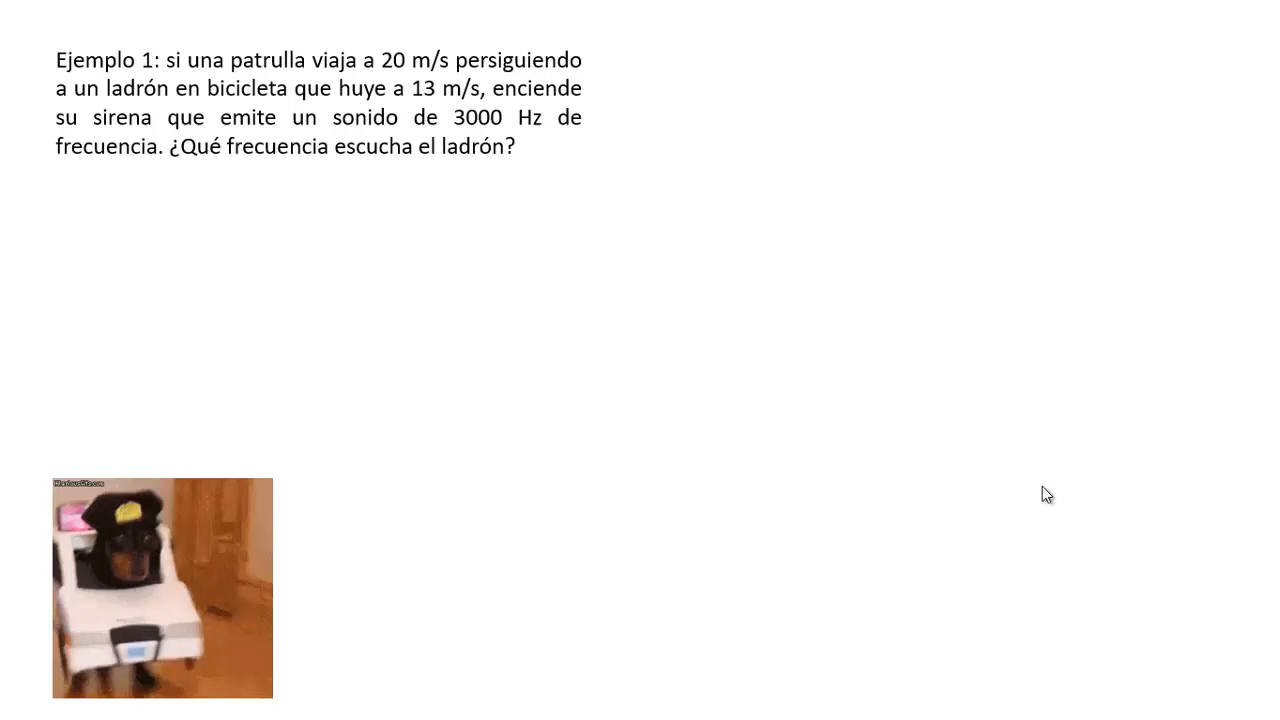 Ejemplo 1: si una patrulla viaja a 20 m/s persiguiendo
a un ladrón en bicicleta que huye a 13 m/s, enciende
su sirena que emite un sonido de 3000 Hz de
frecuencia. ¿Qué frecuencia escucha el ladrón?